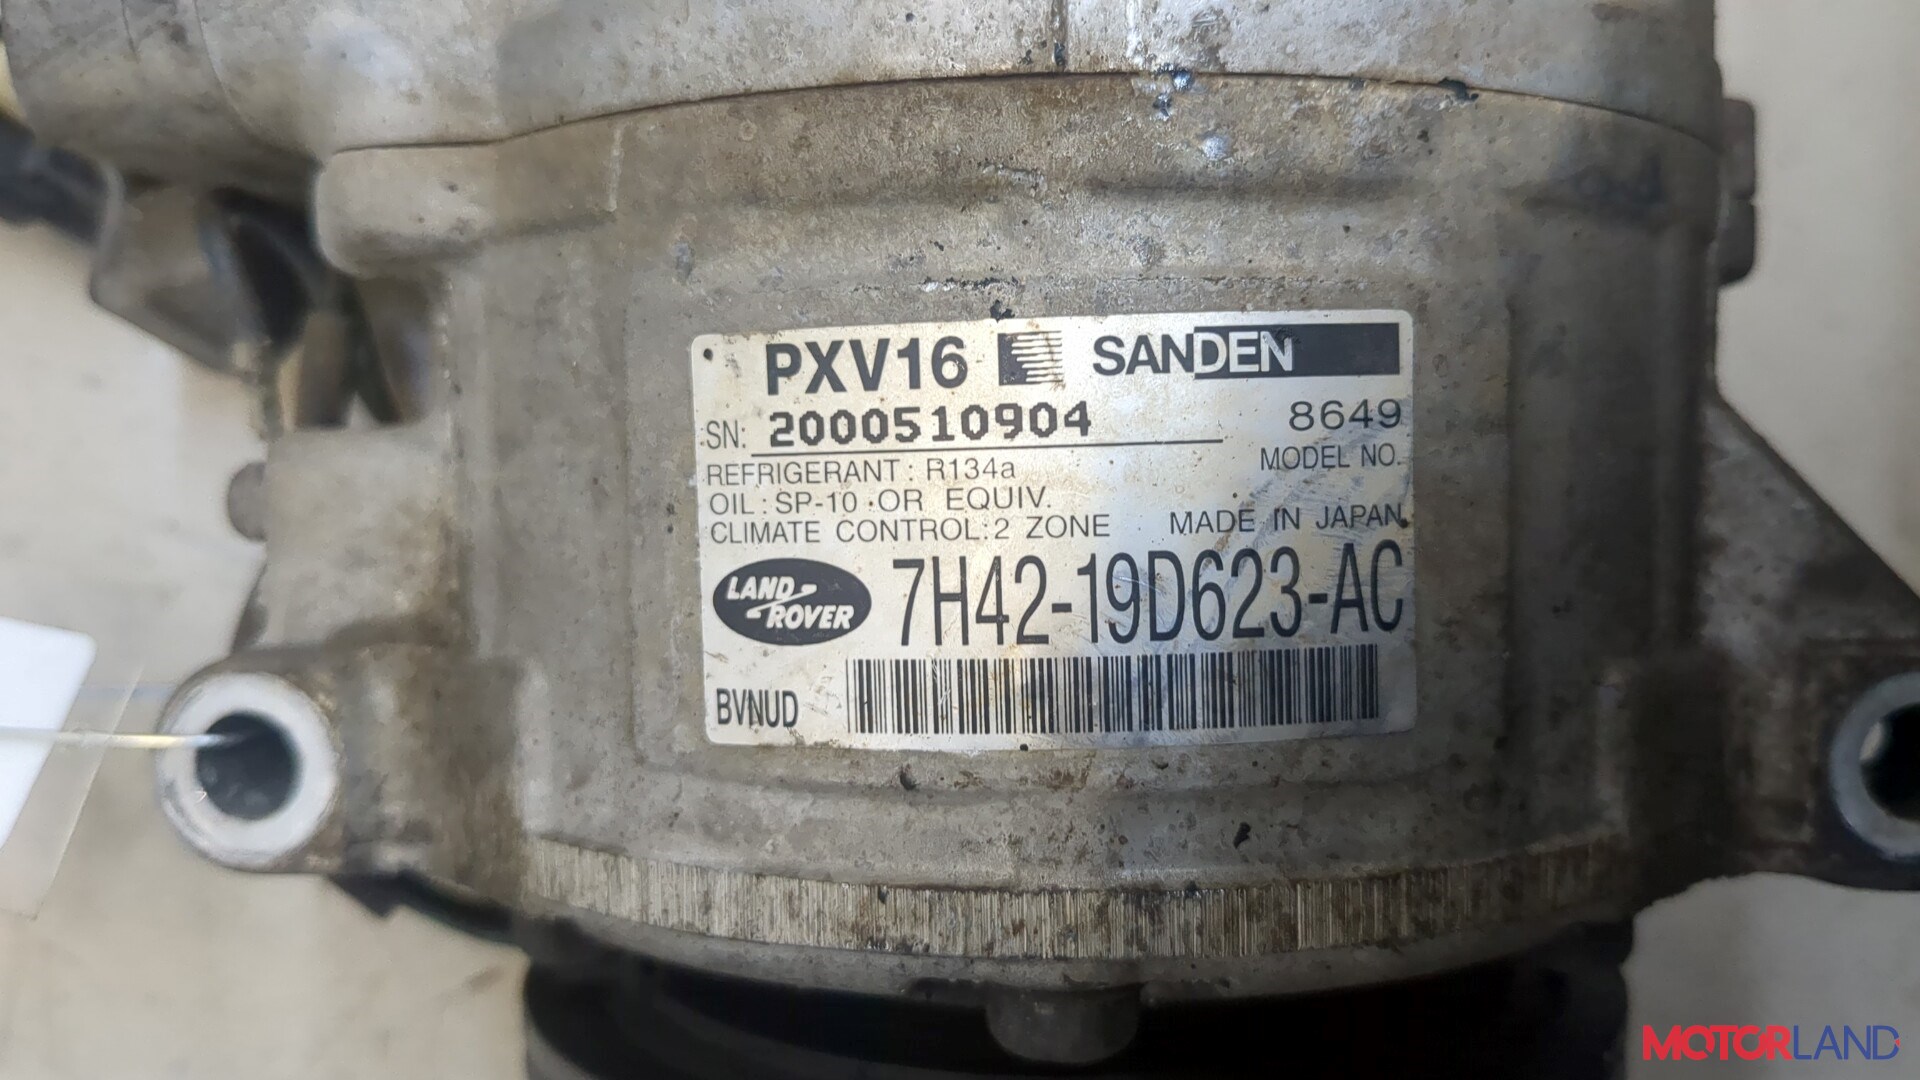 PXV16 SANDEN
SN: 2000510904 8649
REFRIGERANT: R134a MODEL NO.
OIL: SP-10 OR EQUIV.
CLIMATE CONTROL: 2 ZONE MADE IN JAPAN
LAND ROVER 7H42-19D623-AC
BVNUD
MOTORLAND